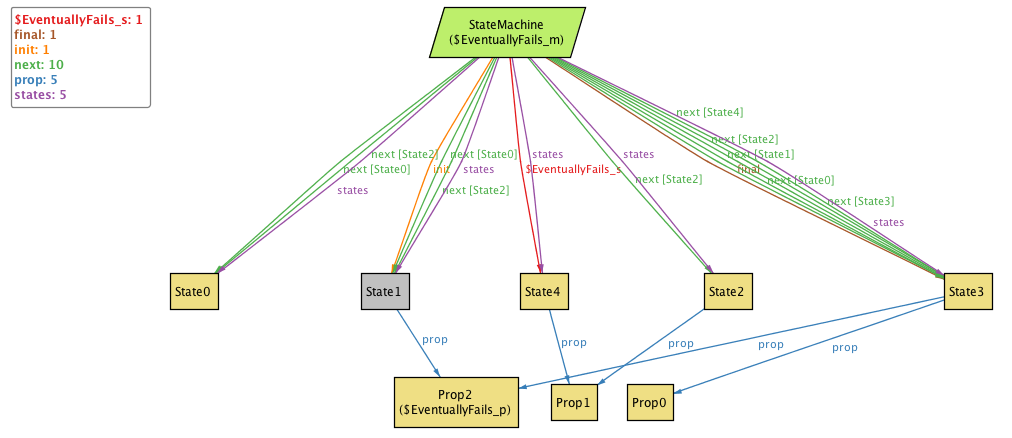 $EventuallyFails_s: 1
final: 1
init: 1
next: 10
prop: 5
states: 5
StateMachine
($EventuallyFails_m)
next [State4]
next [State2]
next [State2]
next [State0]
states
states
next [State1]
next [State0]
init
states
$EventuallyFails_s
final
next [State2]
next [State0]
states
next [State2]
next [State3]
states
State0
State1
State4
State2
State3
prop
prop
prop
prop
prop
Prop2
($EventuallyFails_p)
Prop1
Prop0